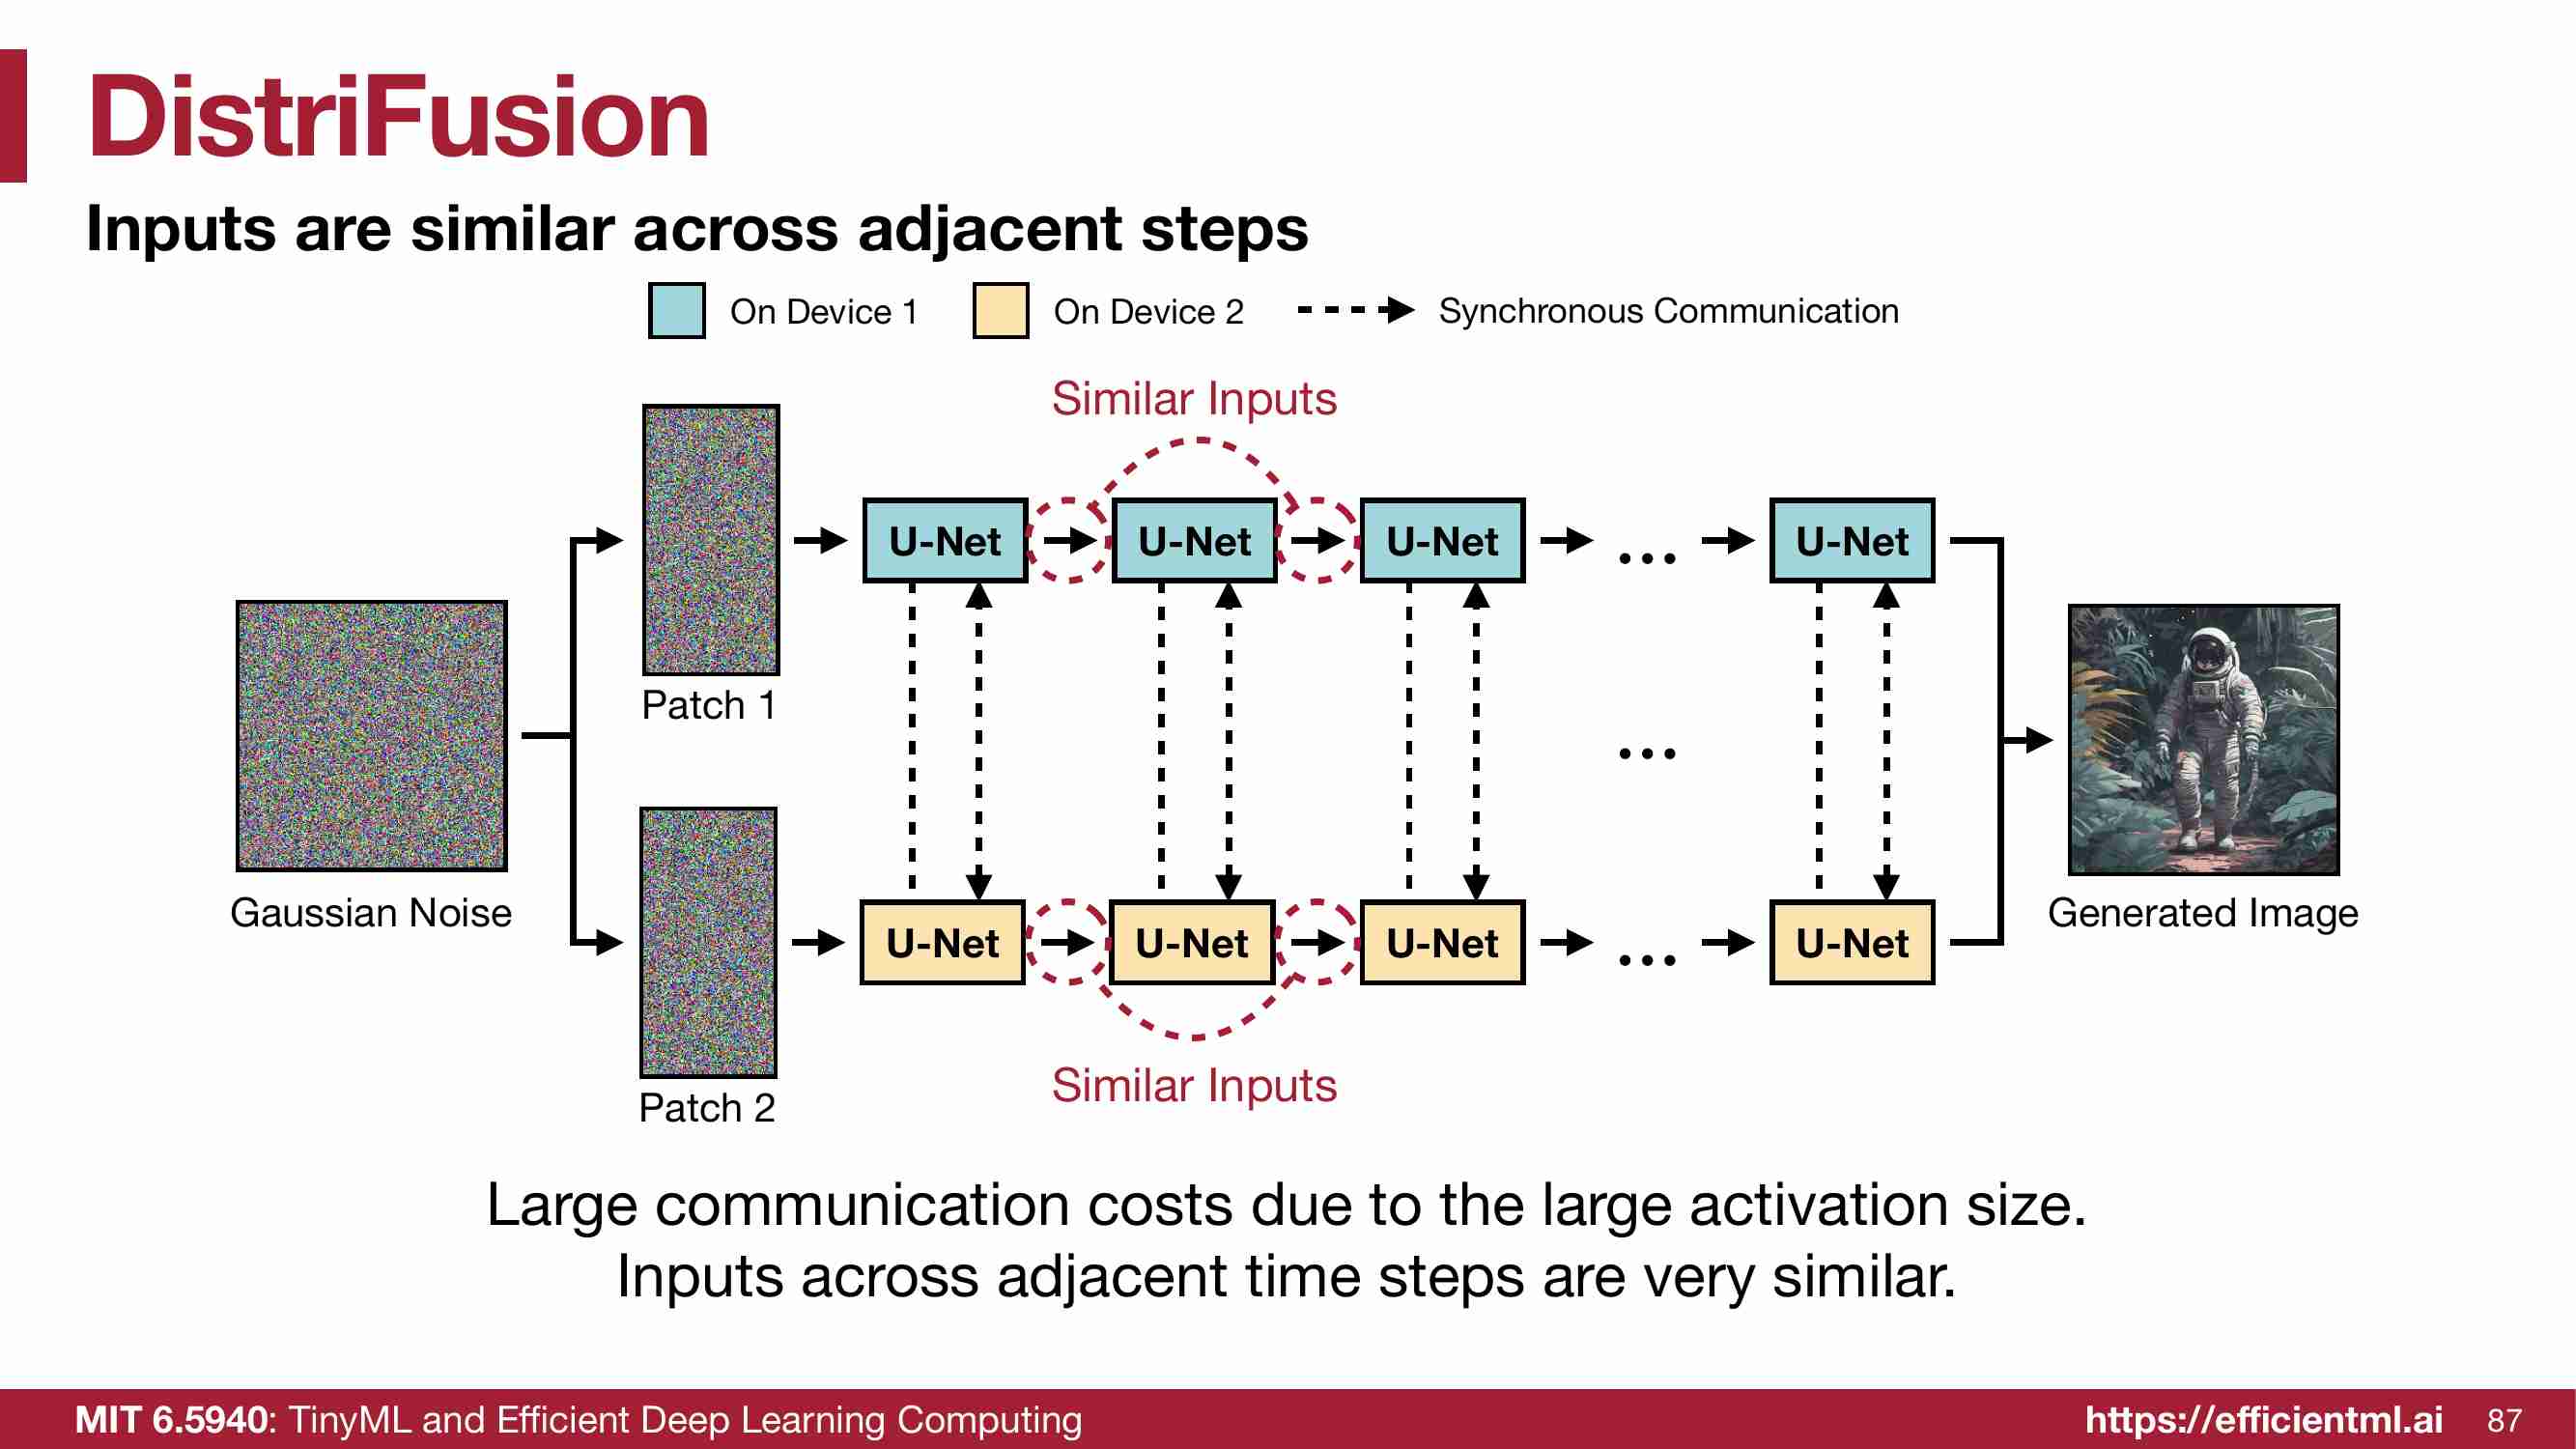 DistriFusion
Inputs are similar across adjacent steps
On Device 1
On Device 2
Synchronous Communication
Similar Inputs
U-Net
U-Net
U-Net
...
U-Net
Patch 1
...
Gaussian Noise
Generated Image
U-Net
U-Net
U-Net
...
U-Net
Similar Inputs
Patch 2
Large communication costs due to the large activation size.
Inputs across adjacent time steps are very similar.
MIT 6.5940: TinyML and Efficient Deep Learning Computing
https://efficientml.ai
87